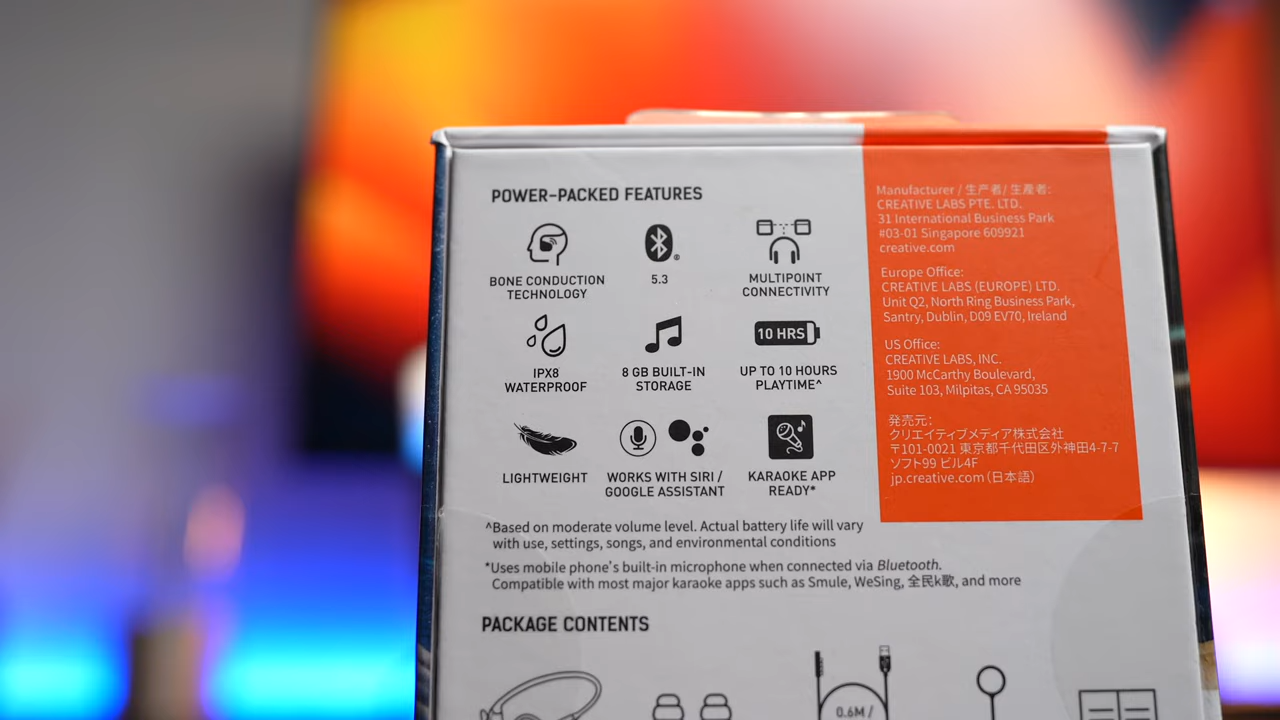 POWER-PACKED FEATURES
BONE CONDUCTION
TECHNOLOGY
®
5.3
MULTIPOINT
CONNECTIVITY
IPX8
WATERPROOF
8 GB BUILT-IN
STORAGE
10 HRS
UP TO 10 HOURS
PLAYTIME^
LIGHTWEIGHT
WORKS WITH SIRI /
GOOGLE ASSISTANT
KARAOKE APP
READY*
^Based on moderate volume level. Actual battery life will vary
with use, settings, songs, and environmental conditions
*Uses mobile phone's built-in microphone when connected via Bluetooth.
Compatible with most major karaoke apps such as Smule, WeSing, 全民k歌, and more
PACKAGE CONTENTS
0.6M /
Manufacturer / 生产者/ 生產者:
CREATIVE LABS PTE. LTD.
31 International Business Park
#03-01 Singapore 609921
creative.com
Europe Office:
CREATIVE LABS (EUROPE) LTD.
Unit Q2, North Ring Business Park,
Santry, Dublin, D09 EV70, Ireland
US Office:
CREATIVE LABS, INC.
1900 McCarthy Boulevard,
Suite 103, Milpitas, CA 95035
発売元:
クリエイティブメディア株式会社
〒101-0021 東京都千代田区外神田4-7-7
ソフト99 ビル4F
jp.creative.com (日本語)